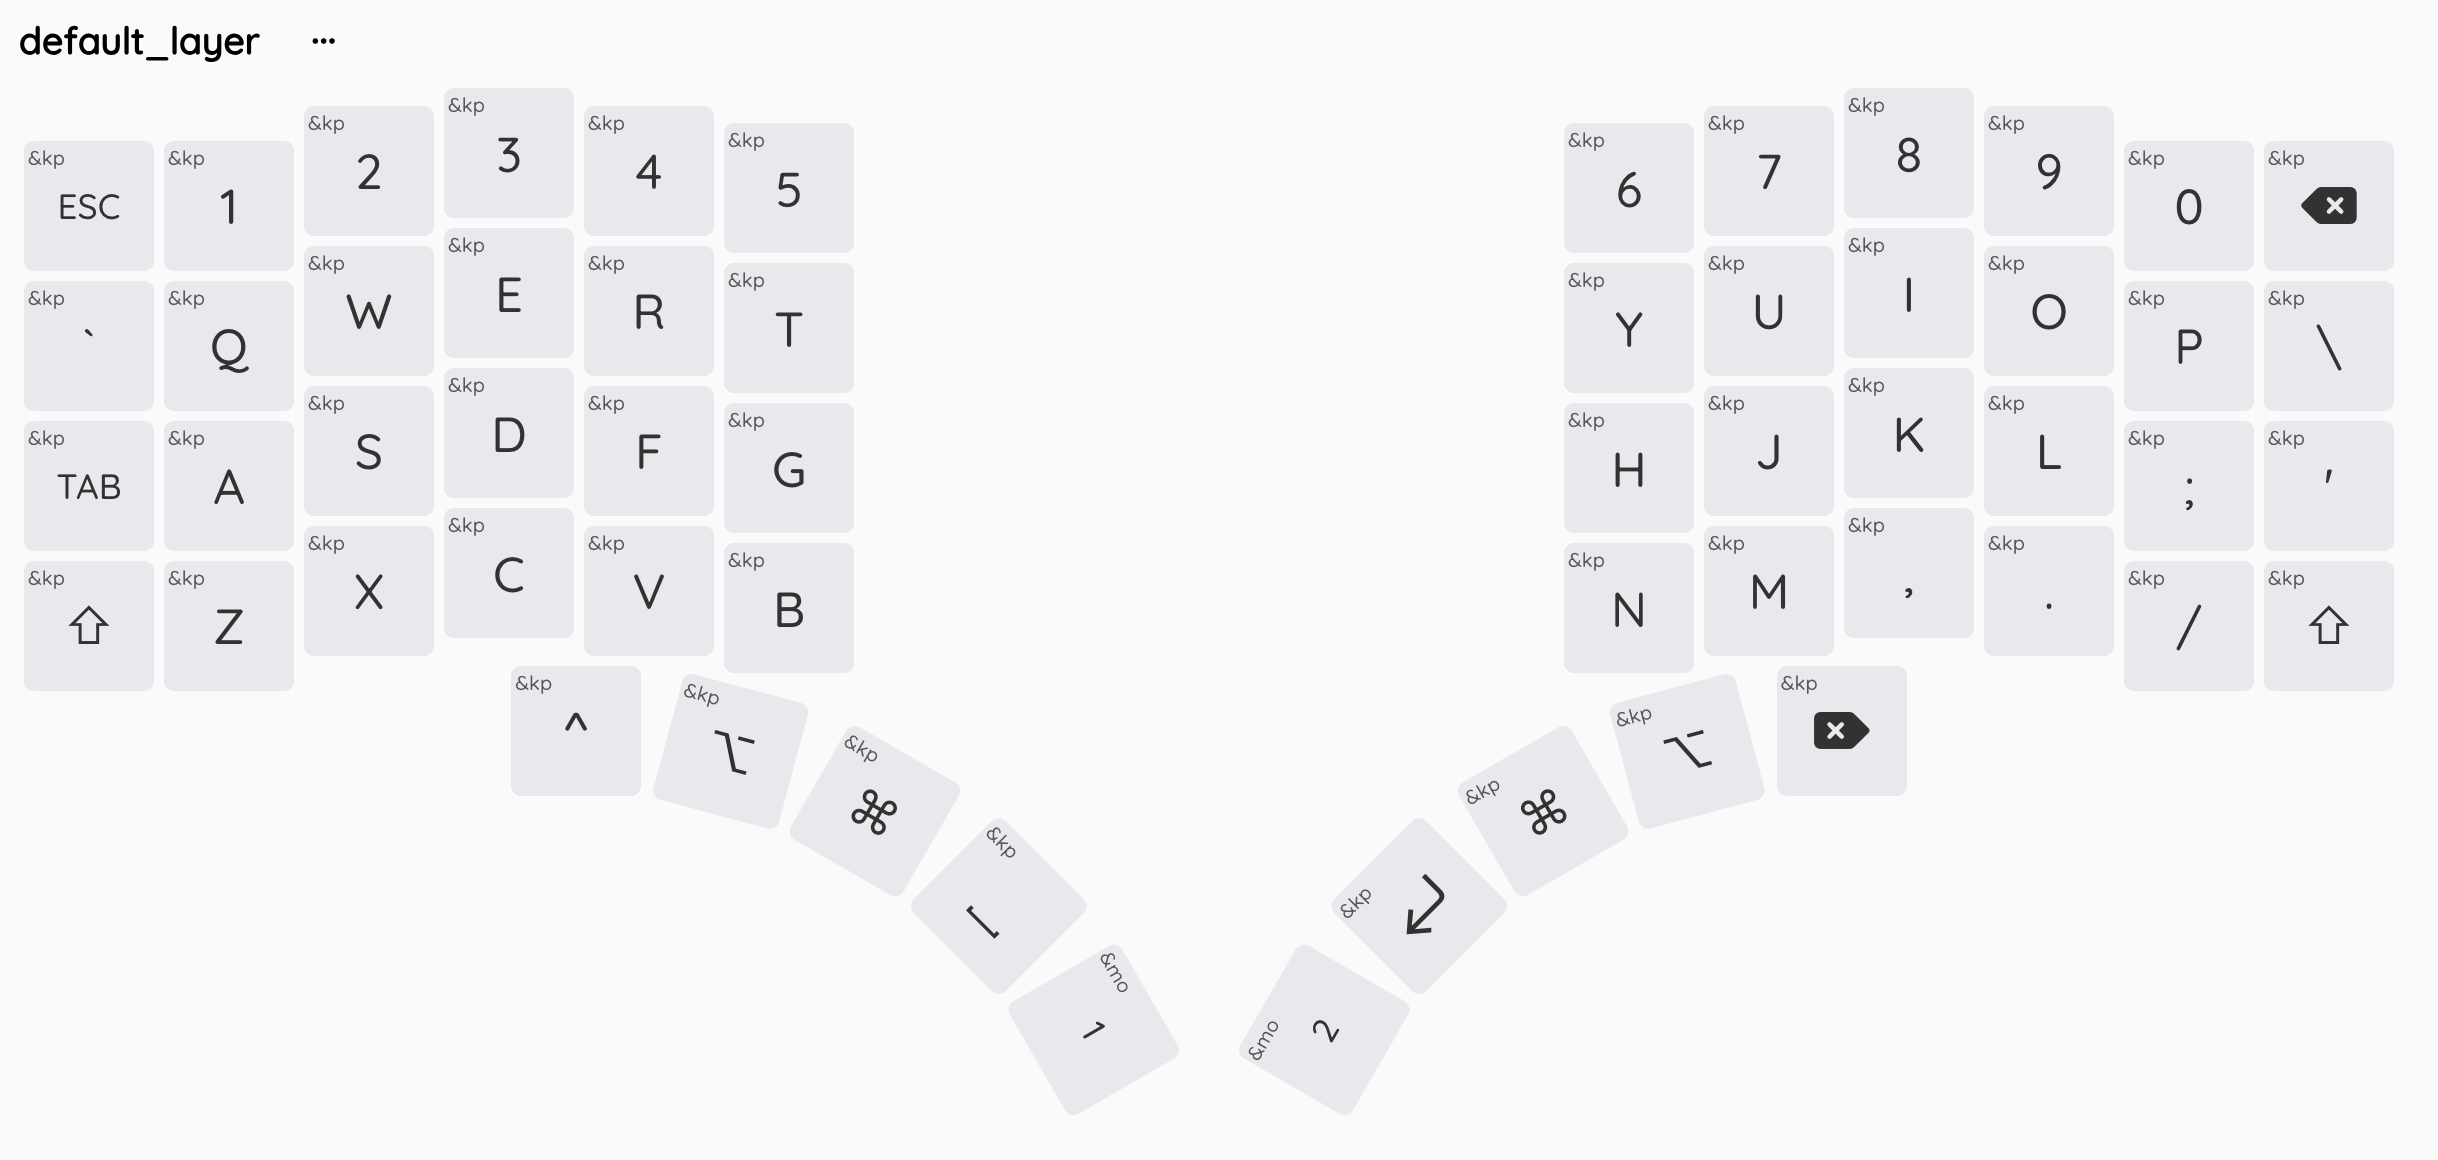 default_layer ...
&kp ESC &kp 1 &kp 2 &kp 3 &kp 4 &kp 5 &kp 6 &kp 7 &kp 8 &kp 9 &kp 0 &kp ⌫
&kp ` &kp Q &kp W &kp E &kp R &kp T &kp Y &kp U &kp I &kp O &kp P &kp \
&kp TAB &kp A &kp S &kp D &kp F &kp G &kp H &kp J &kp K &kp L &kp ; &kp '
&kp ⇧ &kp Z &kp X &kp C &kp V &kp B &kp N &kp M &kp , &kp . &kp / &kp ⇧
&kp ^ &kp ⌥ &kp ⌘ &kp ⎵ &mo 1 &mo 2 &kp ⏎ &kp ⌘ &kp ⌥ &kp ⌦